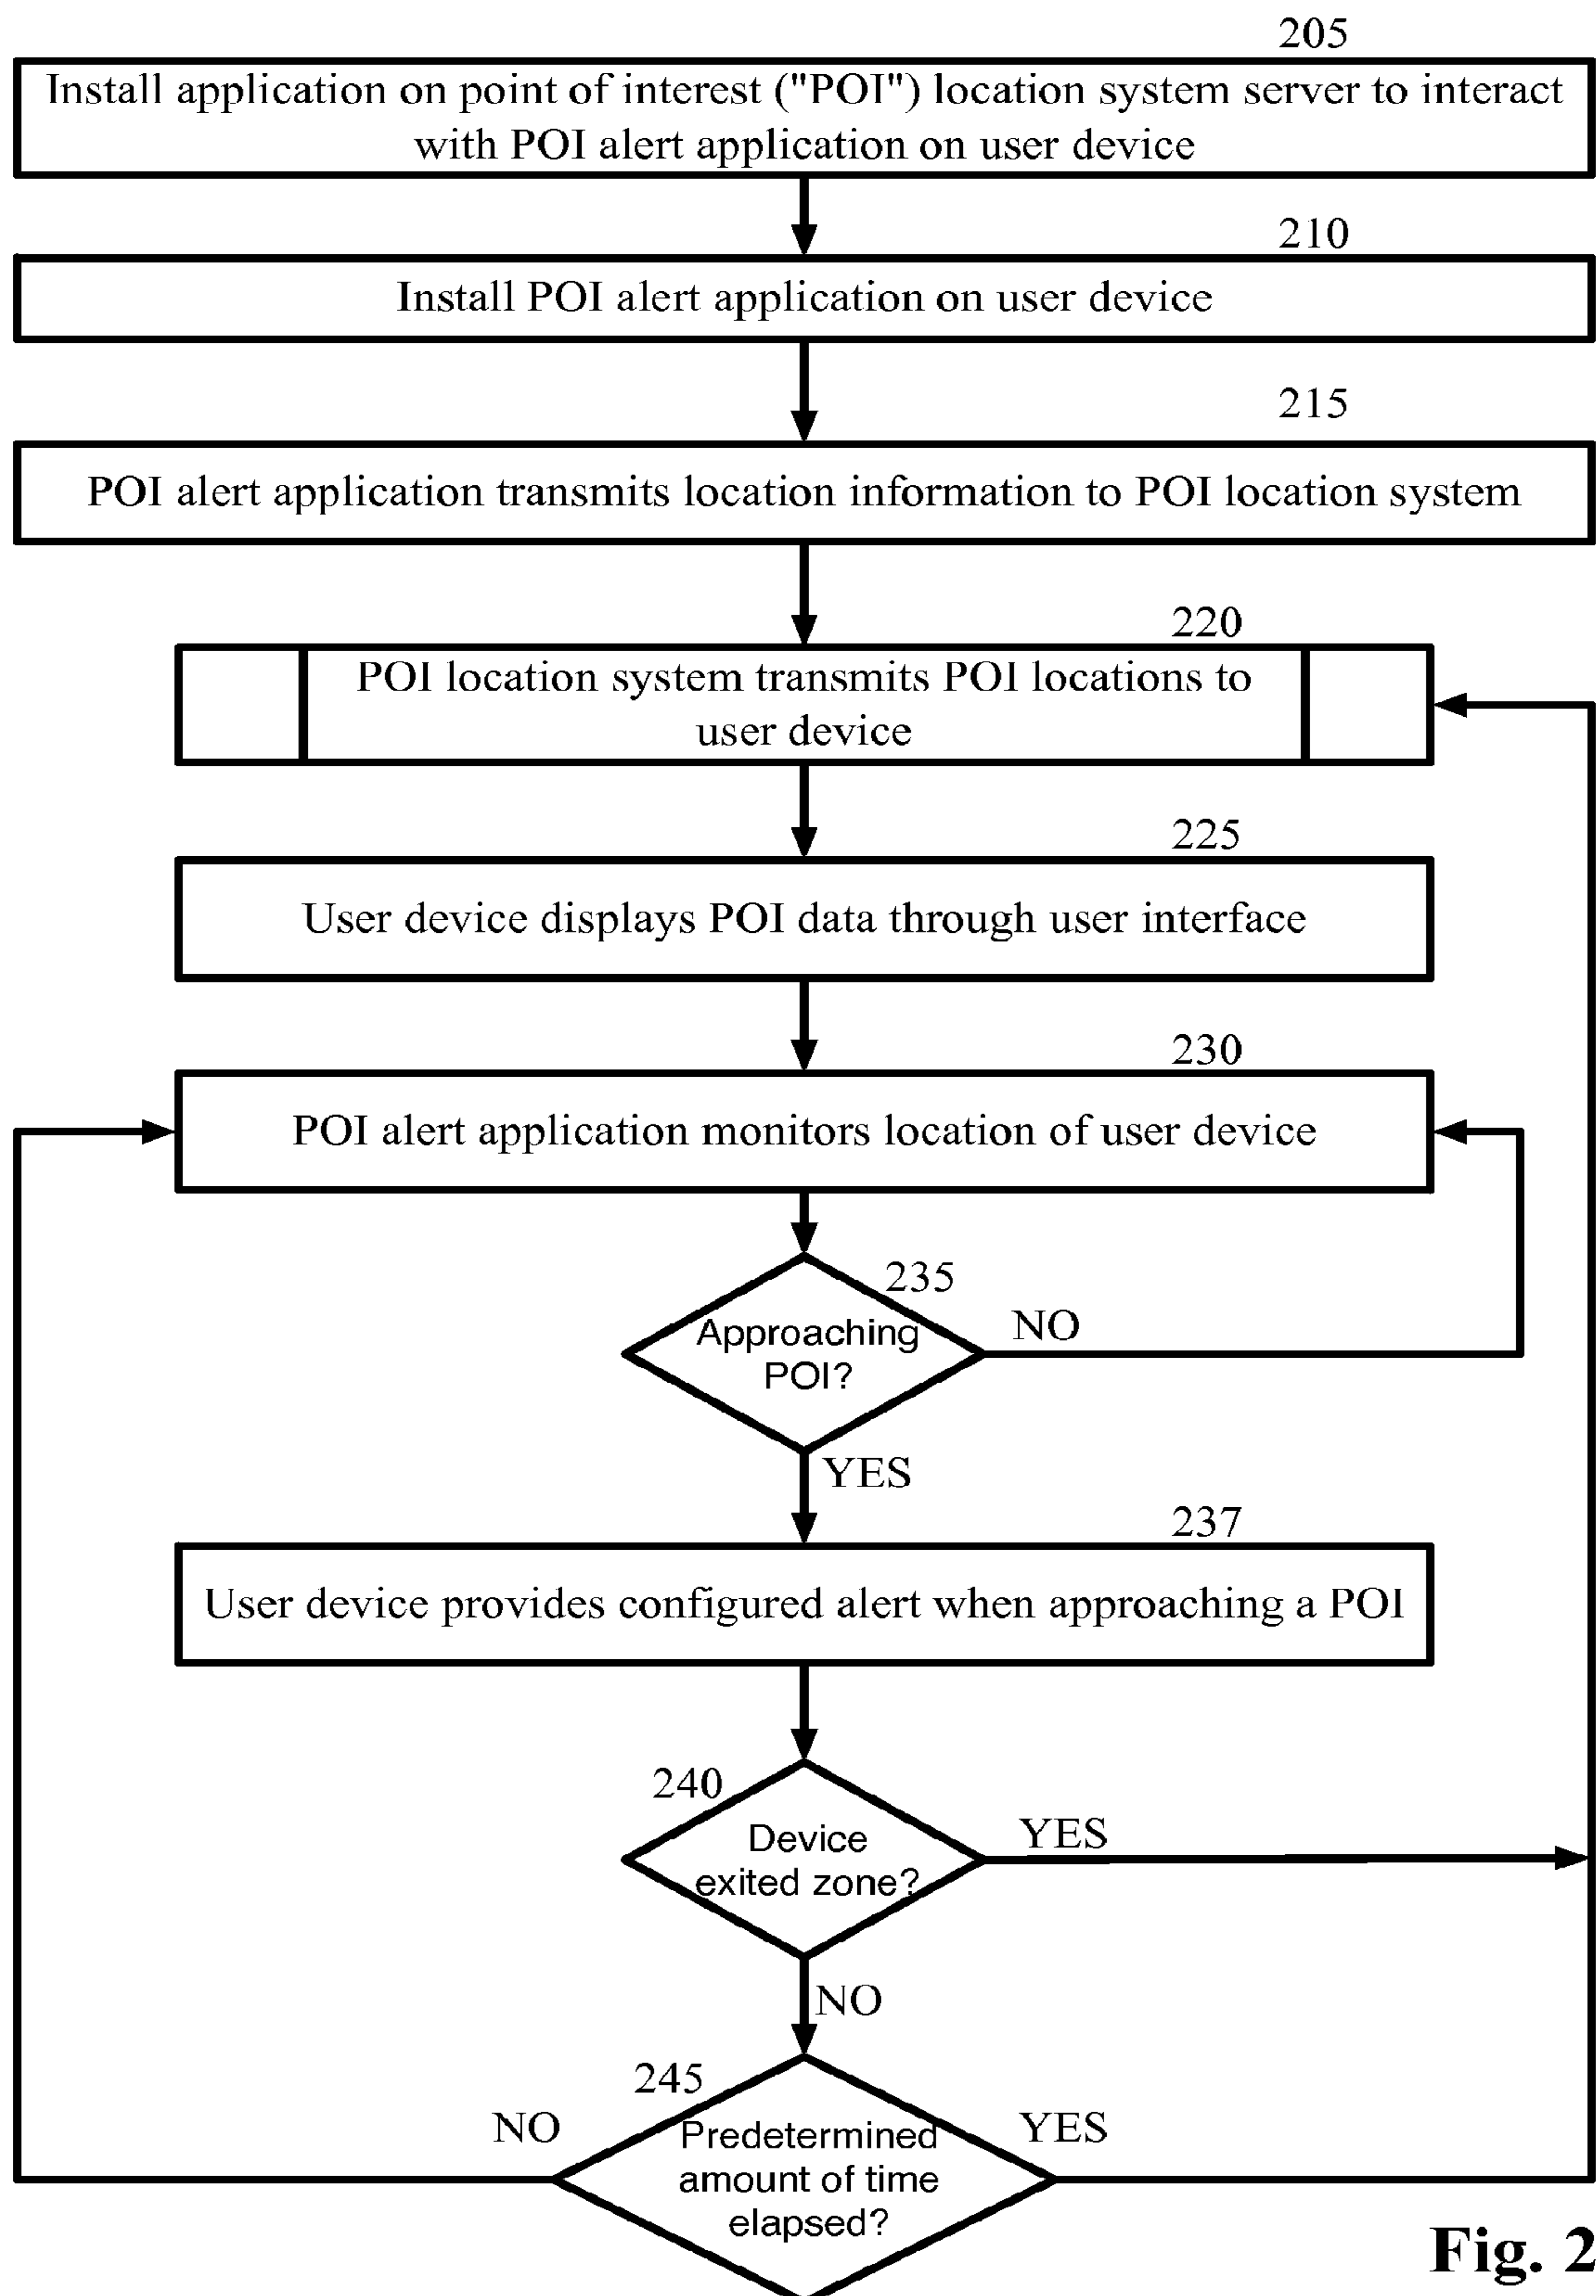 205
Install application on point of interest ("POI") location system server to interact
with POI alert application on user device
210
Install POI alert application on user device
215
POI alert application transmits location information to POI location system
220
POI location system transmits POI locations to
user device
225
User device displays POI data through user interface
230
POI alert application monitors location of user device
235
Approaching
POI?
NO
YES
237
User device provides configured alert when approaching a POI
240
Device
exited zone?
YES
NO
245
NO
Predetermined
amount of time
elapsed?
YES
Fig. 2